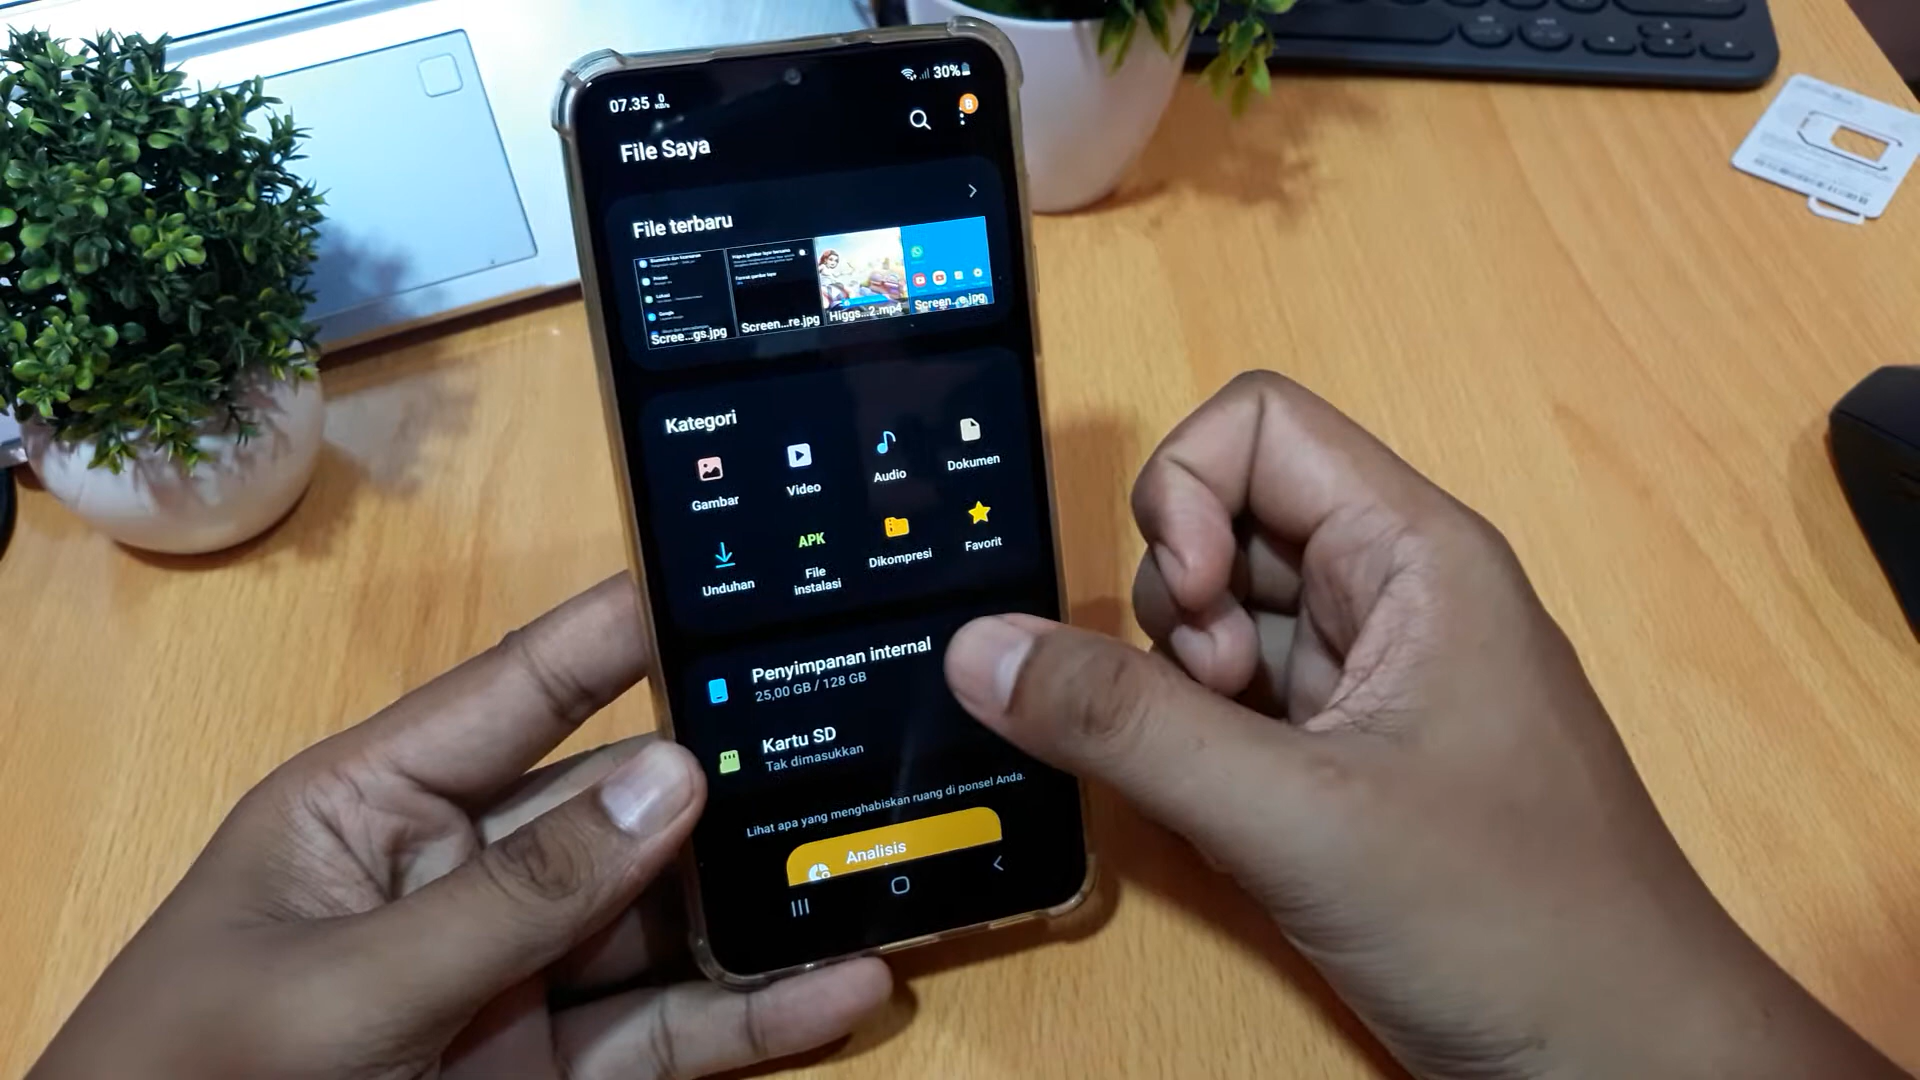 07.35 0 KB/s 30%
B
File Saya
File terbaru
Scree...gs.jpg
Screen...re.jpg
Higgs...2.mp4
Screen...e.jpg
Kategori
Gambar
Video
Audio
Dokumen
Unduhan
APK
File
instalasi
Dikompresi
Favorit
Penyimpanan internal
25,00 GB / 128 GB
Kartu SD
Tak dimasukkan
Lihat apa yang menghabiskan ruang di ponsel Anda.
Analisis